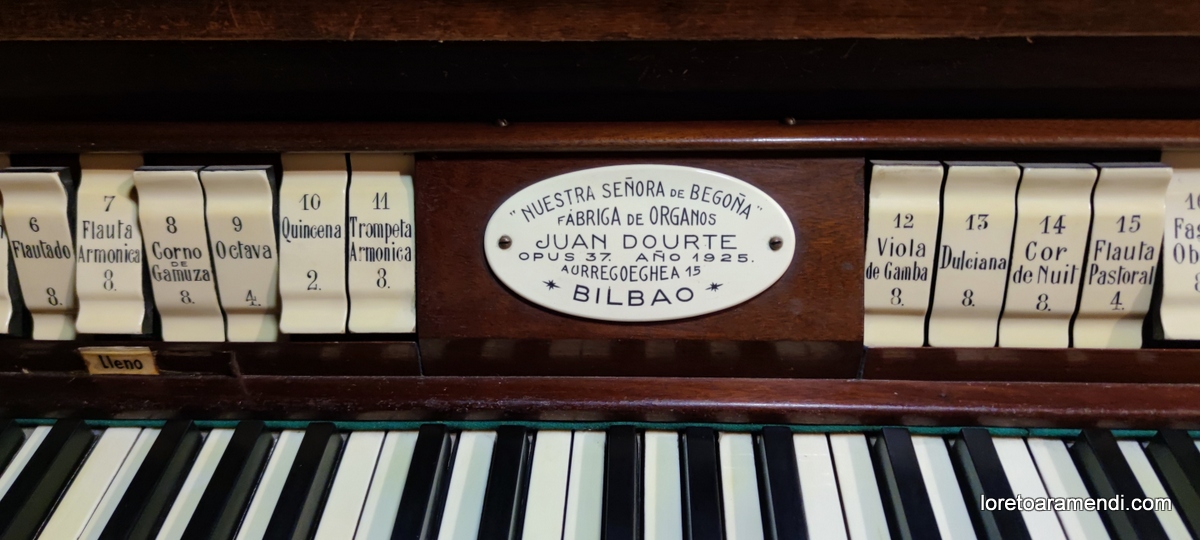 6
Flautado
8.
7
Flauta
Armonica
8.
8
Corno
DE
Gamuza
8.
9
Octava
4.
10
Quincena
2.
11
Trompeta
Armonica
8.
"NUESTRA SEÑORA DE BEGOÑA"
FÁBRICA DE ORGANOS
JUAN DOURTE
OPUS 37. AÑO 1925.
AURREGOEGHEA 15
* BILBAO *
12
Viola
de Gamba
8.
13
Dulciana
8.
14
Cor
de Nuit
8.
15
Flauta
Pastoral
4.
Lleno
loretoaramendi.com